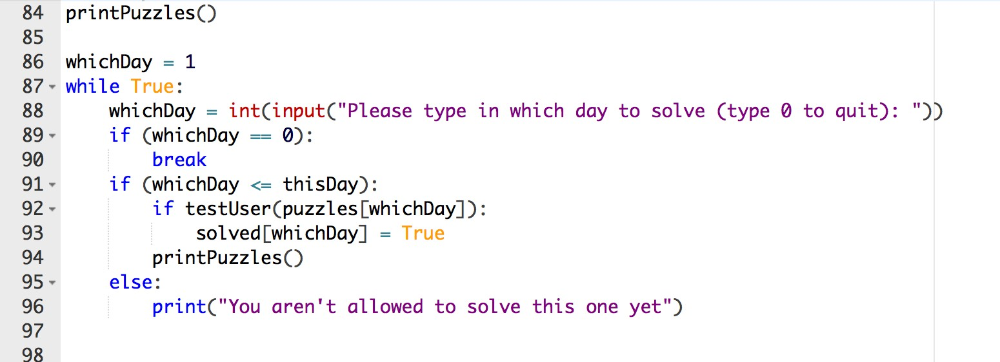 84 printPuzzles()
85
86 whichDay = 1
87 while True:
88     whichDay = int(input("Please type in which day to solve (type 0 to quit): "))
89     if (whichDay == 0):
90         break
91     if (whichDay <= thisDay):
92         if testUser(puzzles[whichDay]):
93             solved[whichDay] = True
94         printPuzzles()
95     else:
96         print("You aren't allowed to solve this one yet")
97
98